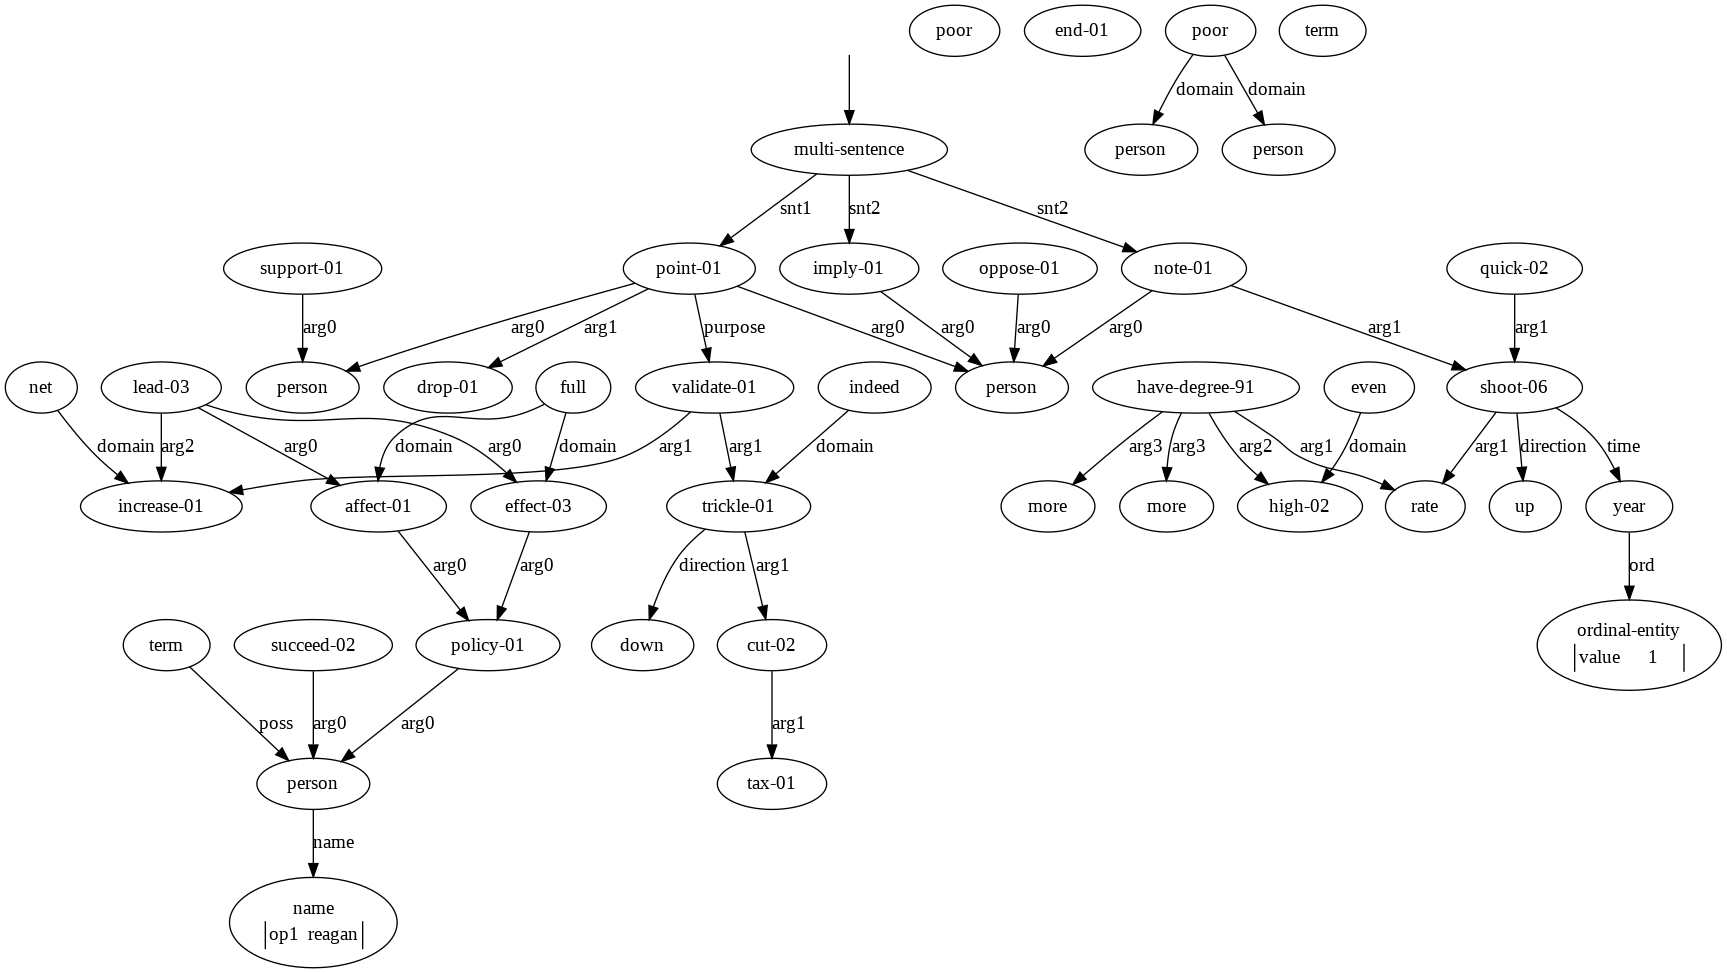 poor end-01 poor term
domain domain
multi-sentence person person
snt1 snt2 snt2
support-01 point-01 imply-01 oppose-01 note-01 quick-02
arg0 arg0 arg1 purpose arg0 arg0 arg0 arg0 arg1 arg1
net lead-03 person drop-01 full validate-01 indeed person have-degree-91 even shoot-06
domain arg2 arg0 domain arg0 domain arg1 arg1 domain arg3 arg3 arg2 arg1 domain arg1 direction time
increase-01 affect-01 effect-03 trickle-01 more more high-02 rate up year
arg0 arg0 direction arg1 ord
term succeed-02 policy-01 down cut-02 ordinal-entity
value 1
poss arg0 arg0 arg1
person tax-01
name
name
op1 reagan